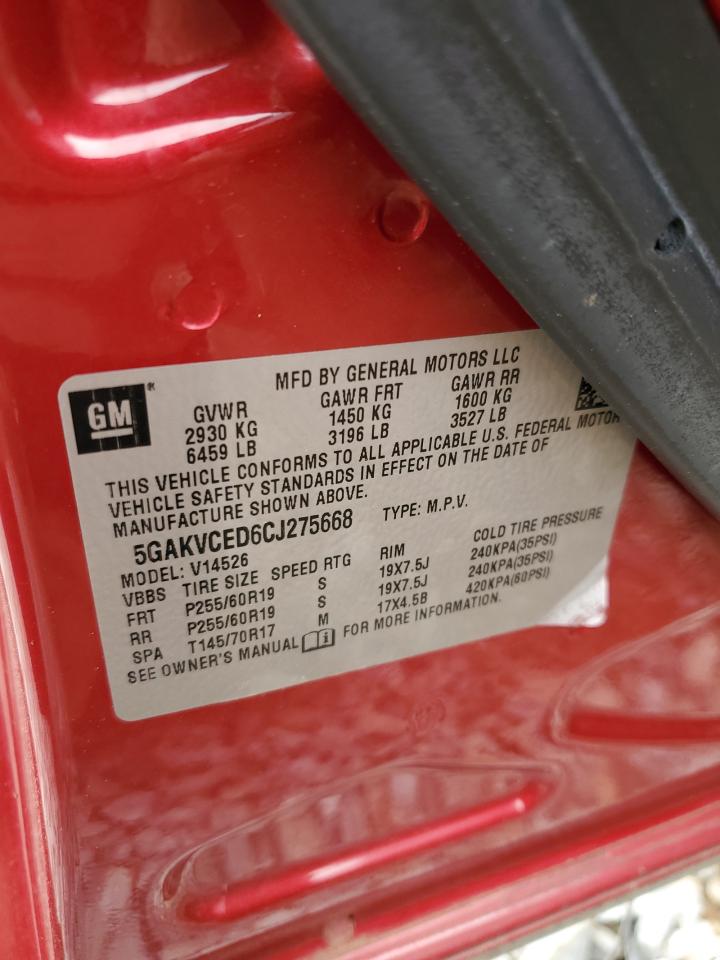 GM
MFD BY GENERAL MOTORS LLC
GVWR GAWR FRT GAWR RR
2930 KG 1450 KG 1600 KG
6459 LB 3196 LB 3527 LB
THIS VEHICLE CONFORMS TO ALL APPLICABLE U.S. FEDERAL MOTOR
VEHICLE SAFETY STANDARDS IN EFFECT ON THE DATE OF
MANUFACTURE SHOWN ABOVE.
5GAKVCED6CJ275668 TYPE: M.P.V.
MODEL: V14526
VBBS TIRE SIZE SPEED RTG RIM COLD TIRE PRESSURE
FRT P255/60R19 S 19X7.5J 240KPA(35PSI)
RR P255/60R19 S 19X7.5J 240KPA(35PSI)
SPA T145/70R17 M 17X4.5B 420KPA(60PSI)
SEE OWNER'S MANUAL FOR MORE INFORMATION.